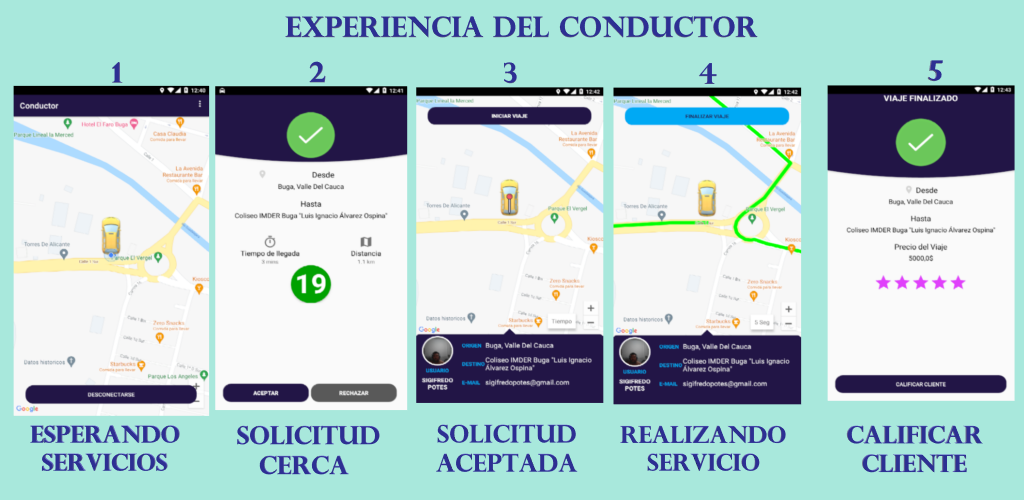 EXPERIENCIA DEL CONDUCTOR
1
12:40
Conductor
Parque Lineal la Merced
Hotel El Faro Buga
Casa Claudia
Comida para llevar
La Avenida
Restaurante Bar
Comida para llevar
Torres De Alicante
Parque El Vergel
Calle 1 Sur
Kiosco
Zeno Snacks
Comida para llevar
Starbucks
Comida para llevar
Datos historicos
Parque Los Angeles
DESCONECTARSE
Google
ESPERANDO
SERVICIOS
2
12:41
Desde
Buga, Valle Del Cauca
Hasta
Coliseo IMDER Buga "Luis Ignacio Álvarez Ospina"
Tiempo de llegada
3 mins
Distancia
1.1 km
19
ACEPTAR
RECHAZAR
SOLICITUD
CERCA
3
12:42
Parque Lineal la Merced
INICIAR VIAJE
La Avenida
Restaurante Bar
Comida para llevar
Torres De Alicante
Parque El Vergel
Calle 1 Sur
Kiosco
Zeno Snacks
Comida para llevar
Starbucks
Comida para llevar
Datos historicos
Tiempo
+
−
Google
ORIGEN Buga, Valle Del Cauca
DESTINO Coliseo IMDER Buga "Luis Ignacio
Álvarez Ospina"
USUARIO
SIGIFREDO
POTES
E-MAIL sigifredopotes@gmail.com
SOLICITUD
ACEPTADA
4
12:42
Parque Lineal la Merced
FINALIZAR VIAJE
La Avenida
Restaurante Bar
Comida para llevar
Torres De Alicante
Parque El Vergel
Calle 1 Sur
Kiosco
Zeno Snacks
Comida para llevar
Starbucks
Comida para llevar
Datos historicos
5 Seg
+
−
Google
ORIGEN Buga, Valle Del Cauca
DESTINO Coliseo IMDER Buga "Luis Ignacio
Álvarez Ospina"
USUARIO
SIGIFREDO
POTES
E-MAIL sigifredopotes@gmail.com
REALIZANDO
SERVICIO
5
12:43
VIAJE FINALIZADO
Desde
Buga, Valle Del Cauca
Hasta
Coliseo IMDER Buga "Luis Ignacio Álvarez Ospina"
Precio del Viaje
5000,0$
CALIFICAR CLIENTE
CALIFICAR
CLIENTE